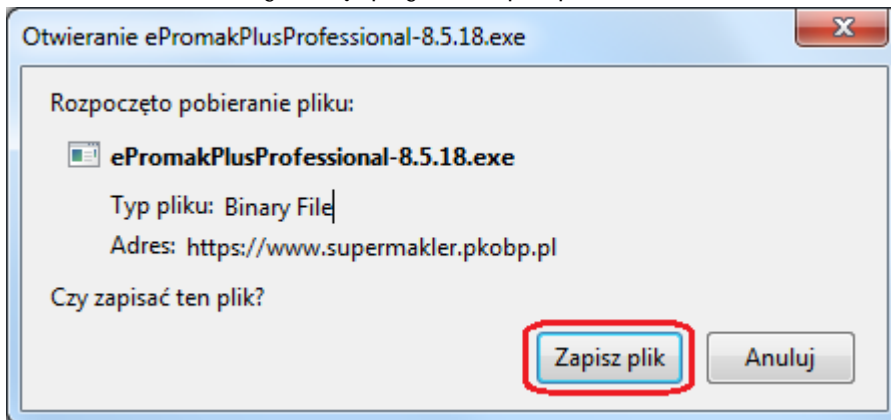 Otwieranie ePromakPlusProfessional-8.5.18.exe
Rozpoczęto pobieranie pliku:
ePromakPlusProfessional-8.5.18.exe
Typ pliku: Binary File
Adres: https://www.supermakler.pkobp.pl
Czy zapisać ten plik?
Zapisz plik Anuluj